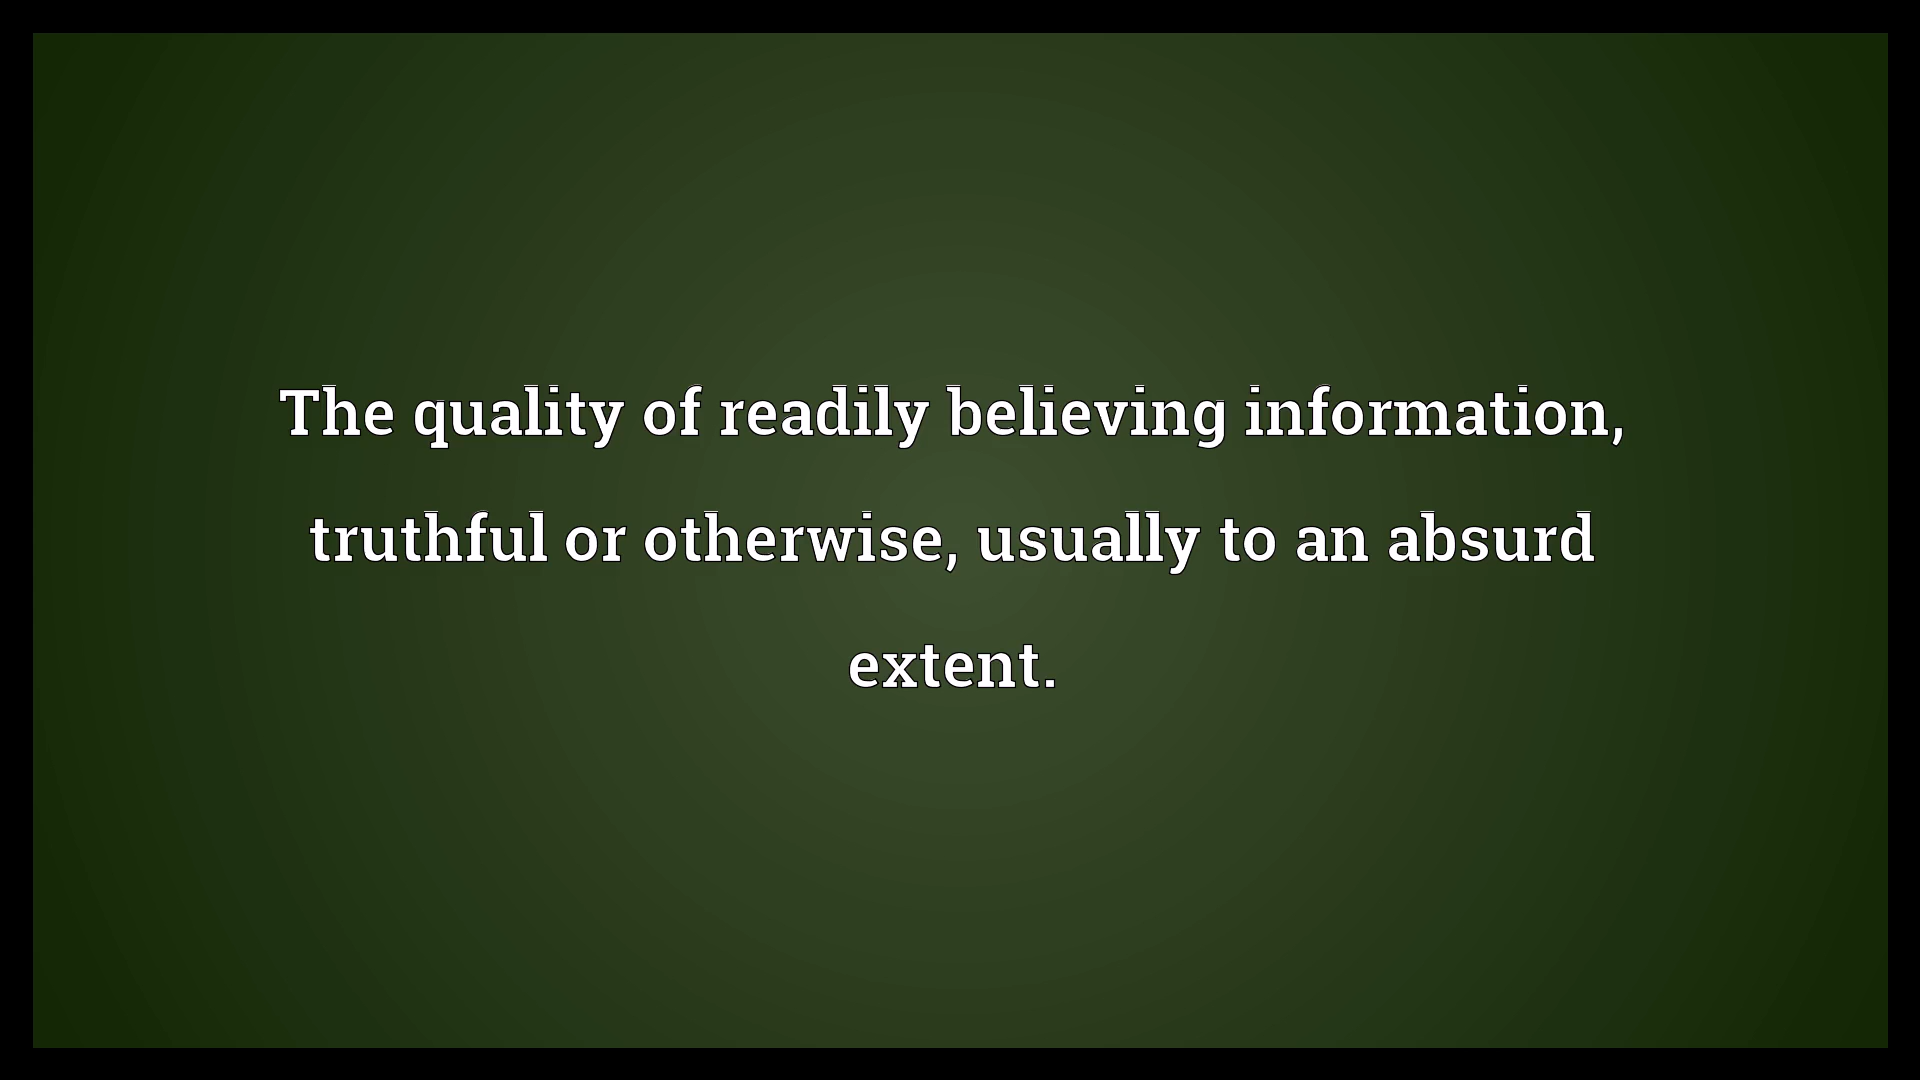 The quality of readily believing information,
truthful or otherwise, usually to an absurd
extent.